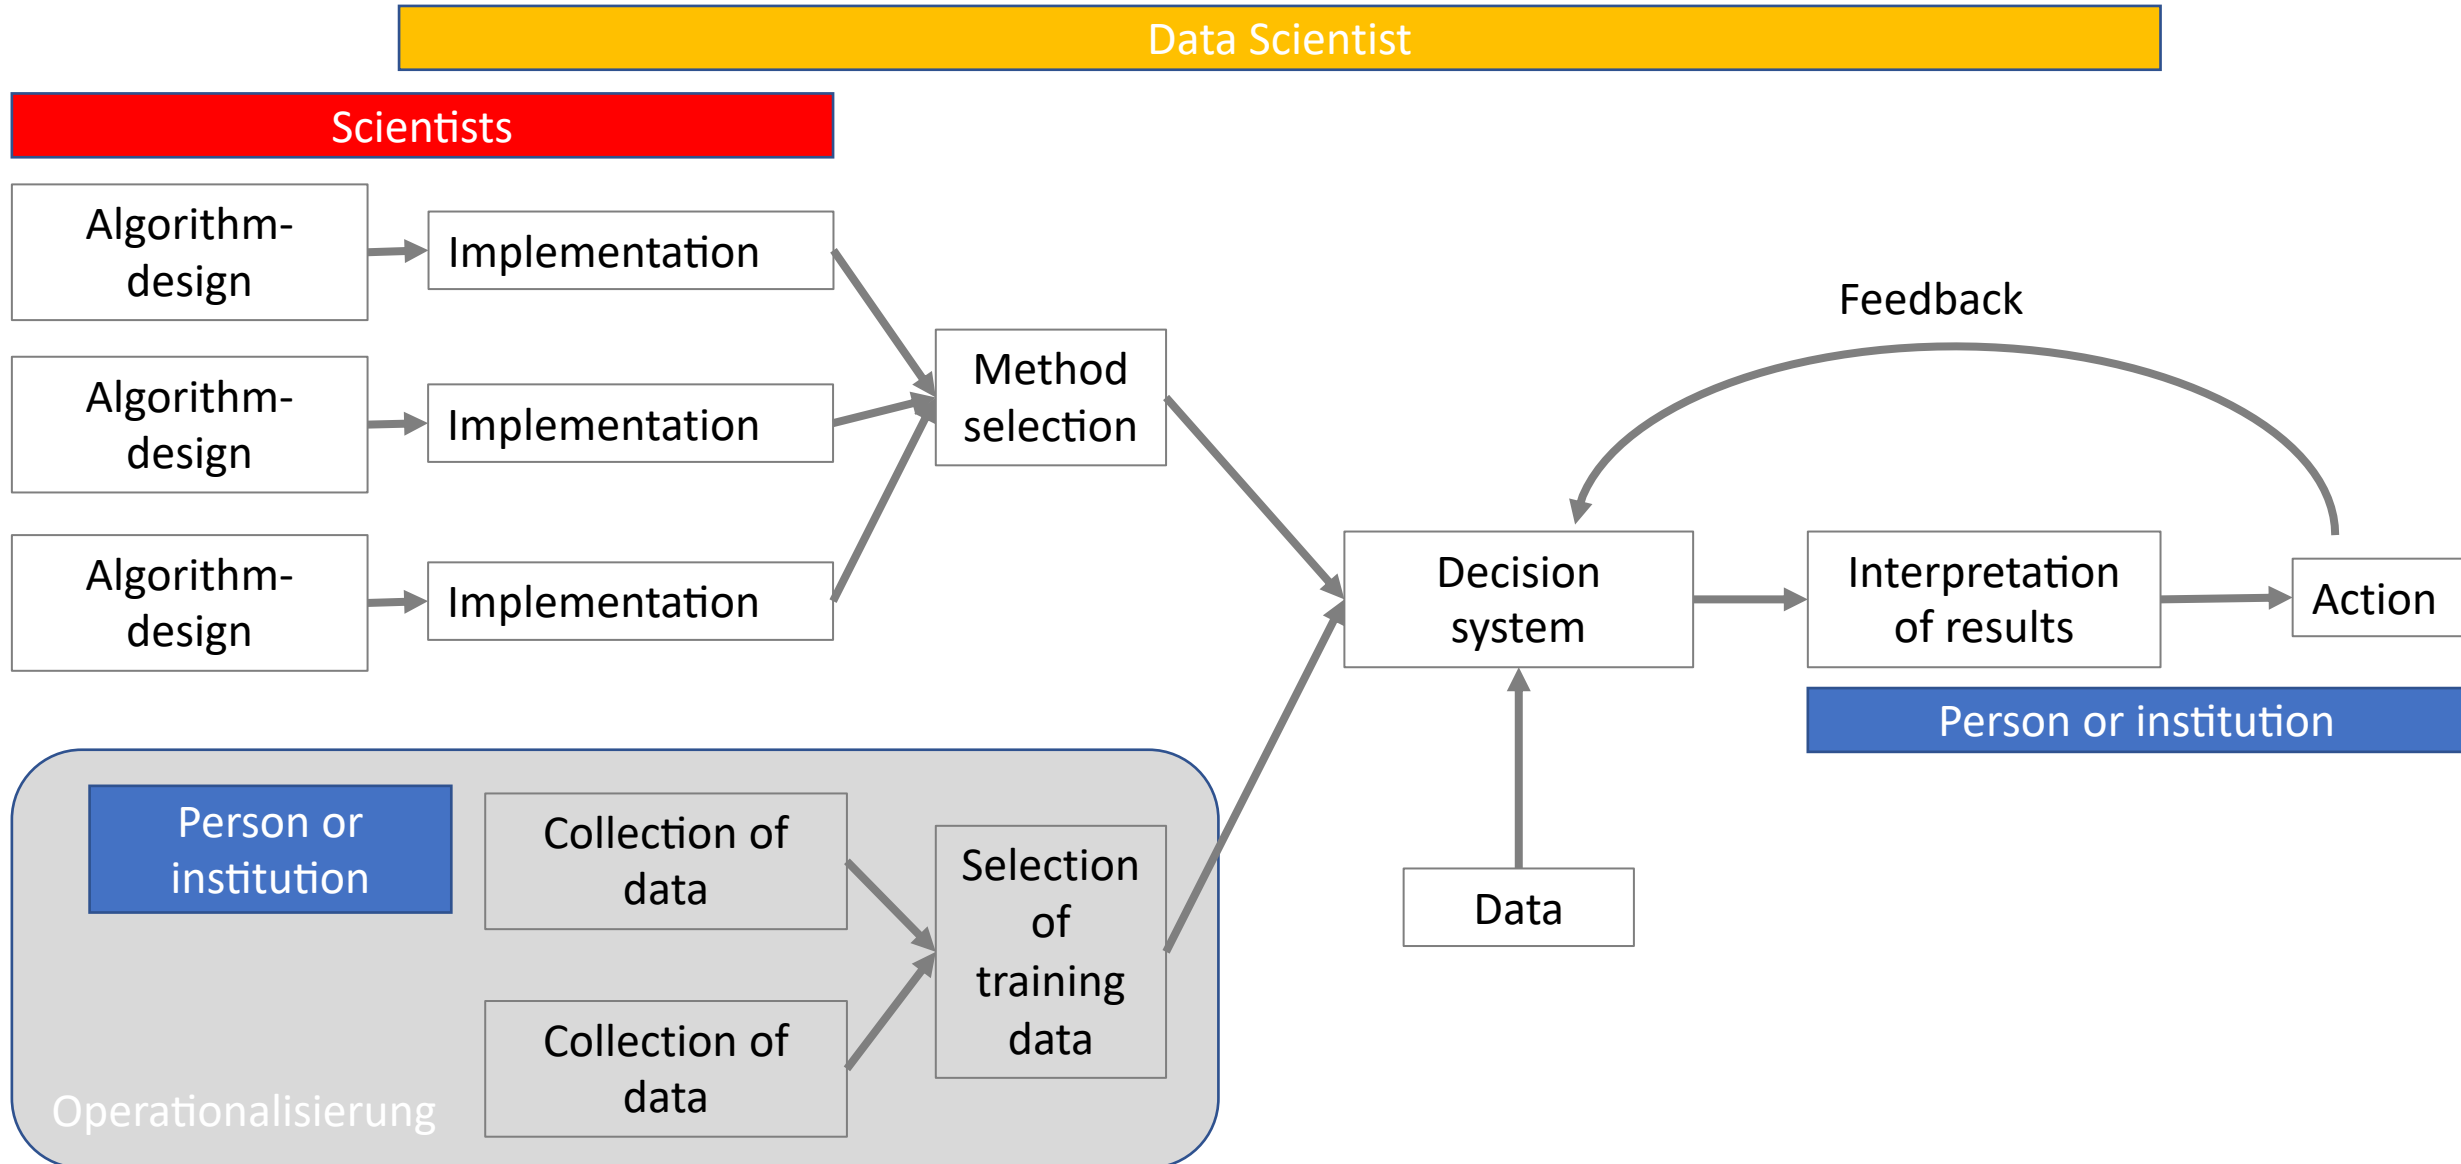 Data Scientist
Scientists
Algorithm-
design
Implementation
Algorithm-
design
Implementation
Algorithm-
design
Implementation
Method
selection
Feedback
Decision
system
Interpretation
of results
Action
Person or institution
Person or
institution
Collection of
data
Collection of
data
Selection
of
training
data
Data
Operationalisierung